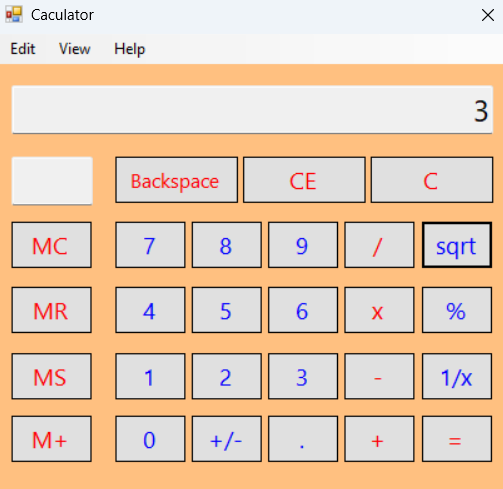 Caculator
Edit View Help
3
Backspace CE C
MC 7 8 9 / sqrt
MR 4 5 6 x %
MS 1 2 3 - 1/x
M+ 0 +/- . + =